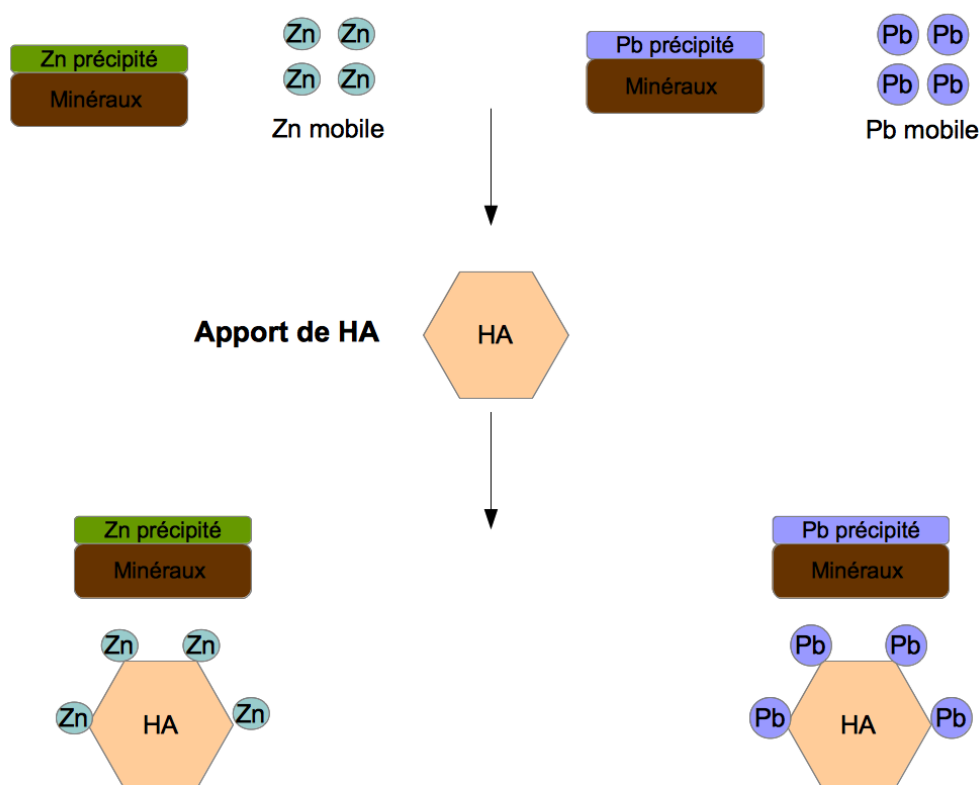 Zn précipité
Minéraux
Zn Zn
Zn Zn
Zn mobile
Pb précipité
Minéraux
Pb Pb
Pb Pb
Pb mobile
Apport de HA
HA
Zn précipité
Minéraux
Zn Zn
Zn Zn
HA
Pb précipité
Minéraux
Pb Pb
Pb Pb
HA